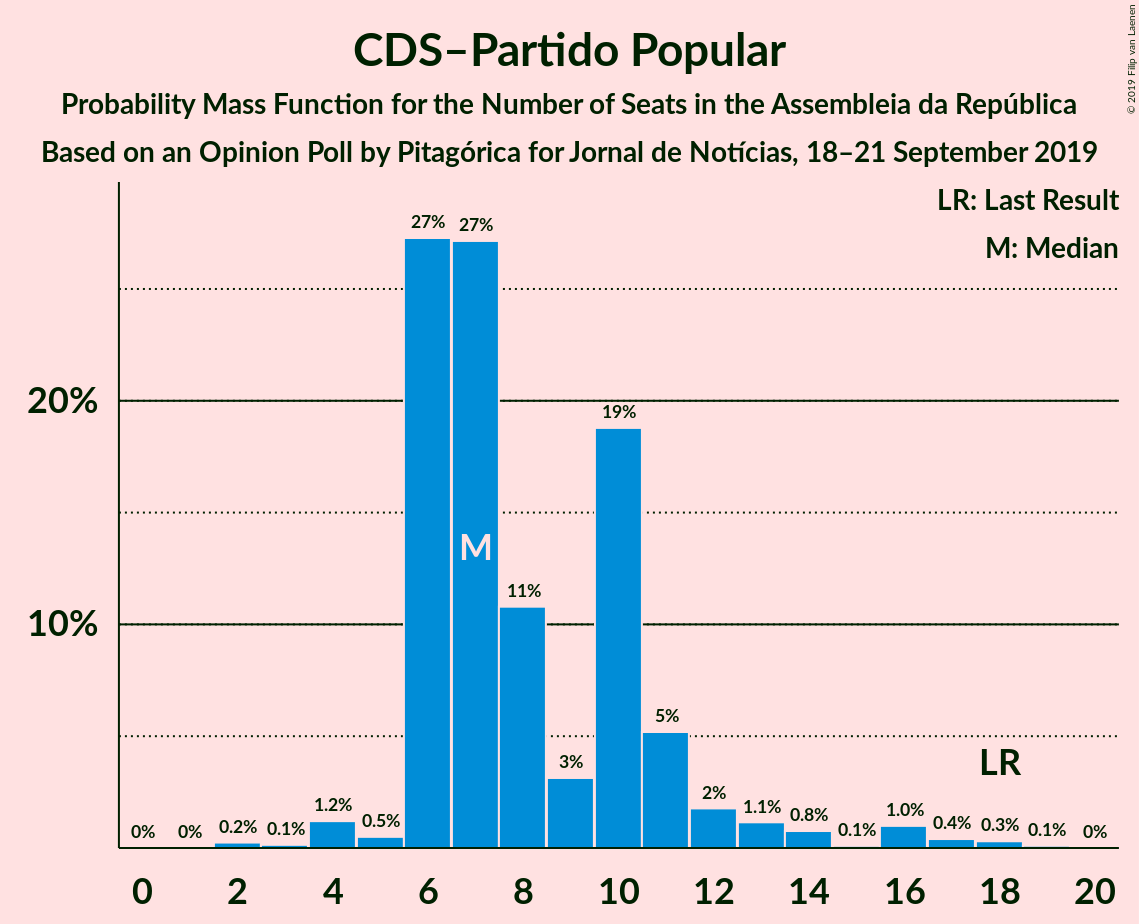 CDS–Partido Popular
Probability Mass Function for the Number of Seats in the Assembleia da República
Based on an Opinion Poll by Pitagórica for Jornal de Notícias, 18–21 September 2019
© 2019 Filip van Laenen
LR: Last Result
M: Median
27%
27%
20%
19%
M
11%
10%
5%
LR
3%
2%
1.2%
1.1%
1.0%
0.8%
0.5%
0.4%
0.3%
0.2%
0.1%
0.1%
0.1%
0%
0%
0%
0 2 4 6 8 10 12 14 16 18 20